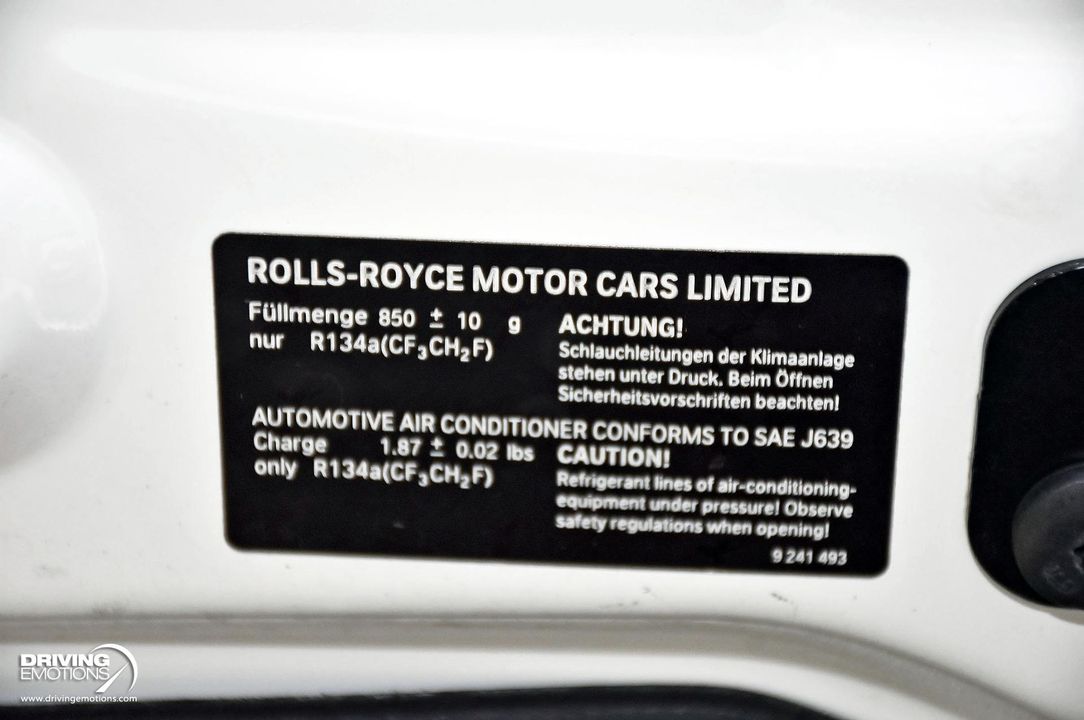 ROLLS-ROYCE MOTOR CARS LIMITED
Füllmenge 850 ± 10 g
nur R134a(CF₃CH₂F)
ACHTUNG!
Schlauchleitungen der Klimaanlage
stehen unter Druck. Beim Öffnen
Sicherheitsvorschriften beachten!
AUTOMOTIVE AIR CONDITIONER CONFORMS TO SAE J639
Charge 1.87 ± 0.02 lbs
only R134a(CF₃CH₂F)
CAUTION!
Refrigerant lines of air-conditioning-
equipment under pressure! Observe
safety regulations when opening!
9 241 493
DRIVING
EMOTIONS
www.drivingemotions.com